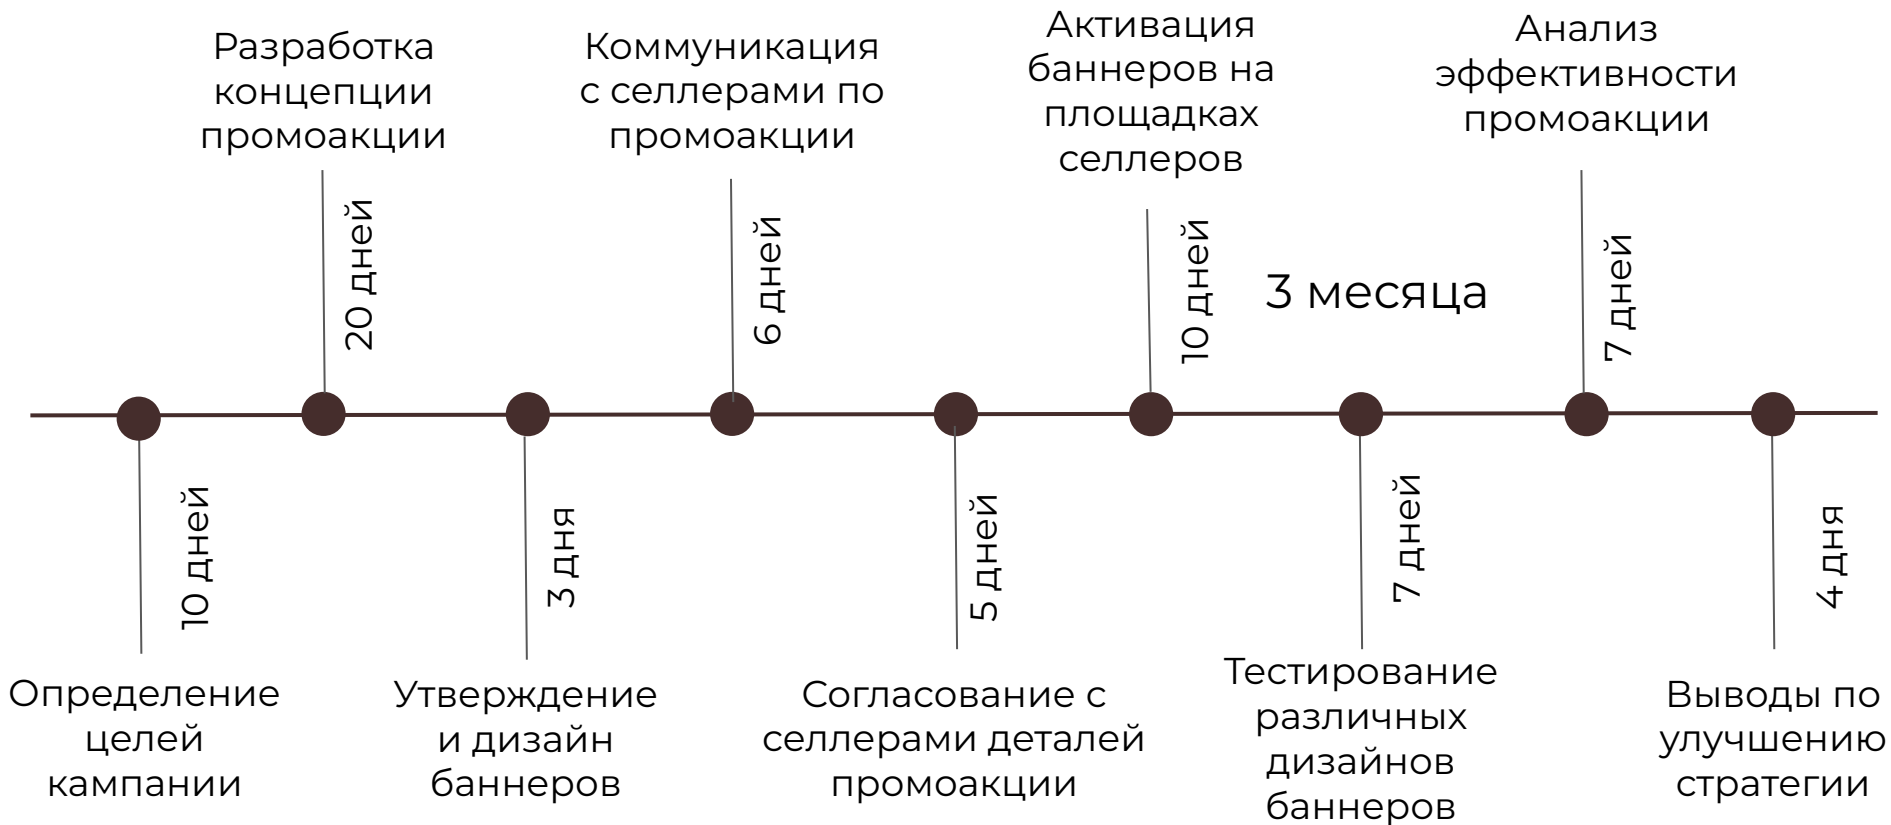 Разработка
концепции
промоакции
Коммуникация
с селлерами по
промоакции
Активация
баннеров на
площадках
селлеров
Анализ
эффективности
промоакции
20 дней
6 дней
10 дней
3 месяца
7 дней
10 дней
3 дня
5 дней
7 дней
4 дня
Определение
целей
кампании
Утверждение
и дизайн
баннеров
Согласование с
селлерами деталей
промоакции
Тестирование
различных
дизайнов
баннеров
Выводы по
улучшению
стратегии